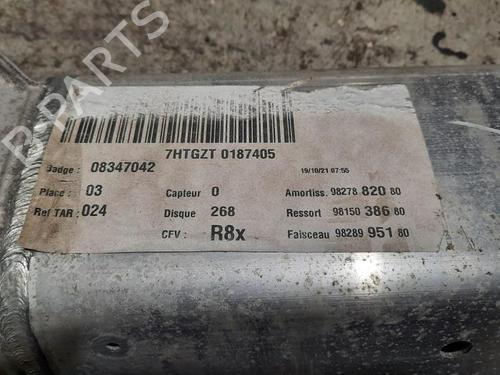 B-PARTS
7HTGZT 0187405
19/10/21 07:55
Badge : 08347042
Place : 03 Capteur : 0 Amortiss. 98278 820 80
Ref TAR : 024 Disque : 268 Ressort : 98150 386 80
CFV : R8x Faisceau : 98289 951 80